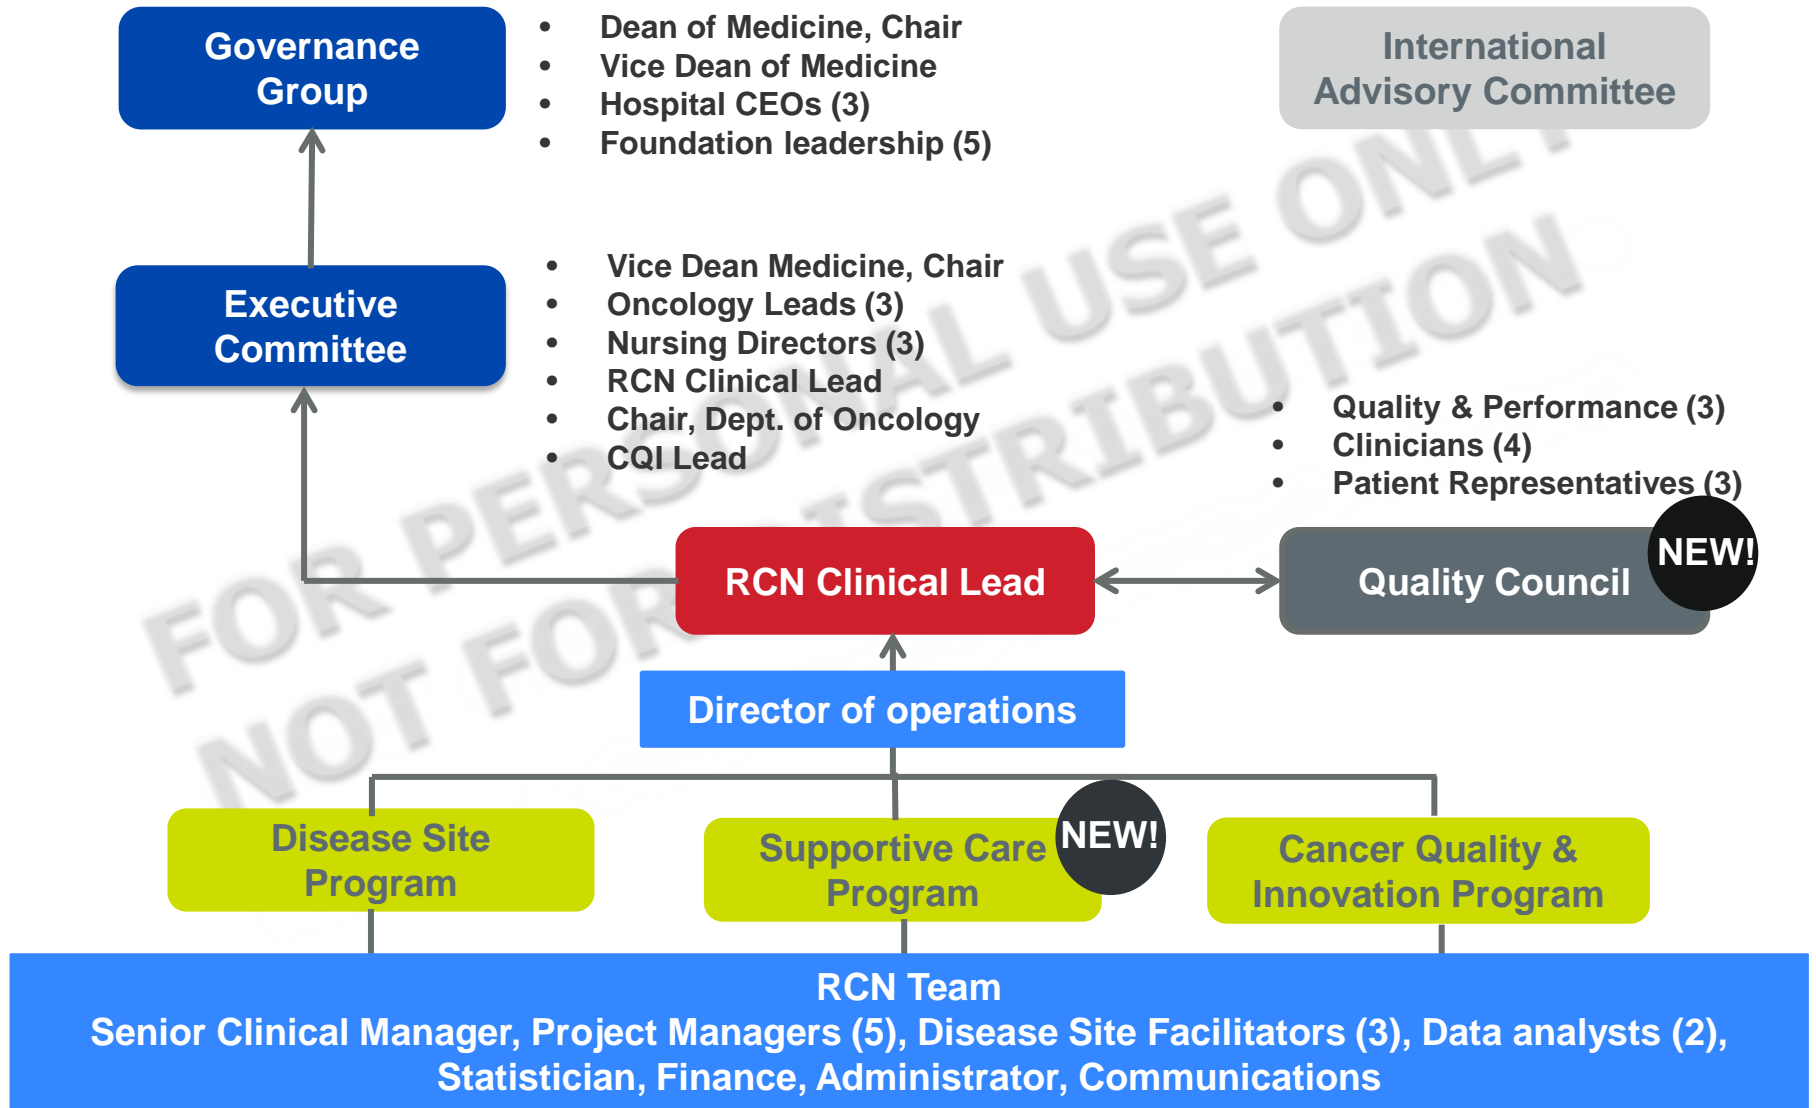 Governance
Group
• Dean of Medicine, Chair
• Vice Dean of Medicine
• Hospital CEOs (3)
• Foundation leadership (5)
International
Advisory Committee
Executive
Committee
• Vice Dean Medicine, Chair
• Oncology Leads (3)
• Nursing Directors (3)
• RCN Clinical Lead
• Chair, Dept. of Oncology
• CQI Lead
• Quality & Performance (3)
• Clinicians (4)
• Patient Representatives (3)
RCN Clinical Lead
Quality Council
NEW!
Director of operations
Disease Site
Program
Supportive Care
Program
NEW!
Cancer Quality &
Innovation Program
RCN Team
Senior Clinical Manager, Project Managers (5), Disease Site Facilitators (3), Data analysts (2),
Statistician, Finance, Administrator, Communications
FOR PERSONAL USE ONLY
NOT FOR DISTRIBUTION